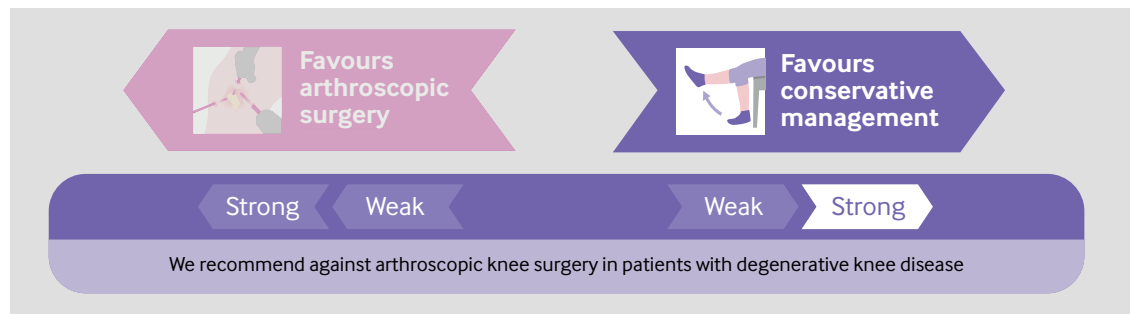 Favours
arthroscopic
surgery
Favours
conservative
management
Strong
Weak
Weak
Strong
We recommend against arthroscopic knee surgery in patients with degenerative knee disease